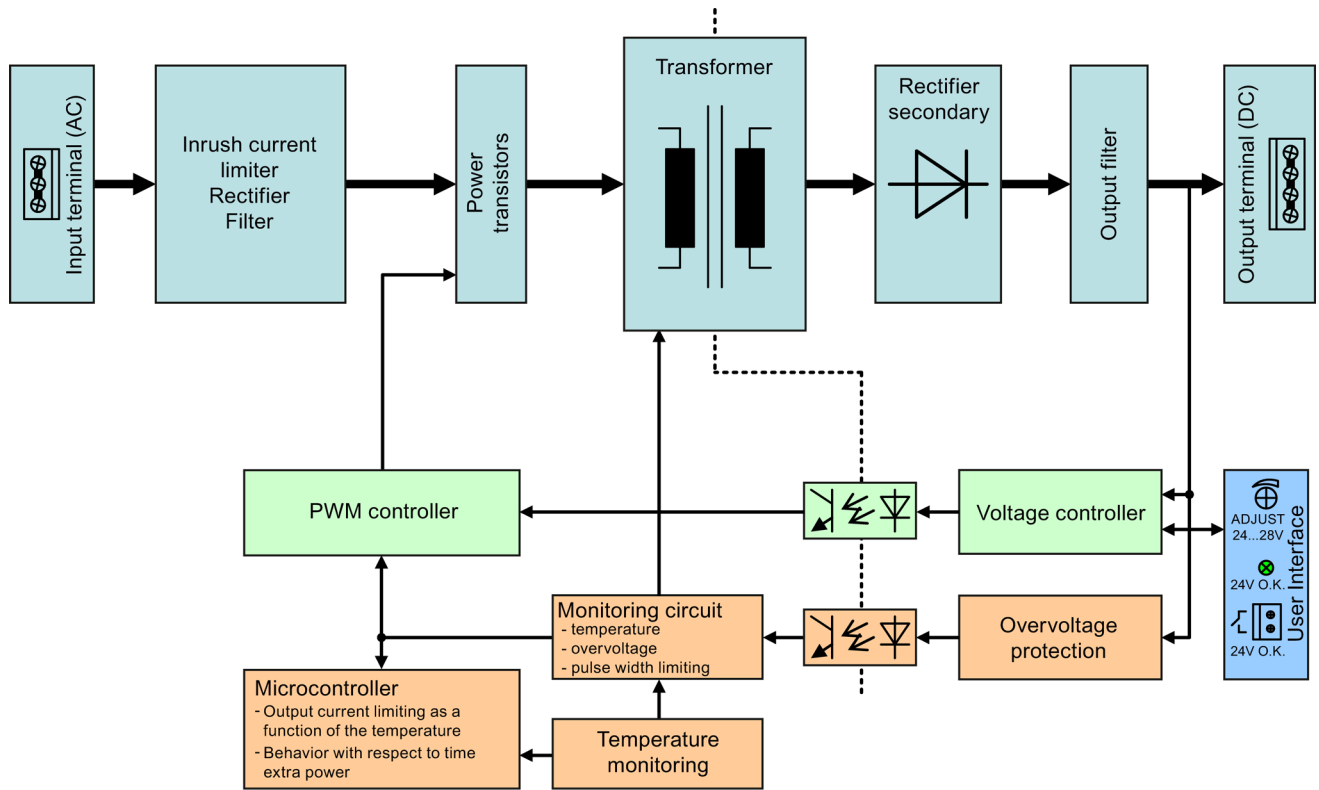 Input terminal (AC)
Inrush current
limiter
Rectifier
Filter
Power
transistors
Transformer
Rectifier
secondary
Output filter
Output terminal (DC)
PWM controller
Voltage controller
ADJUST
24...28V
24V O.K.
24V O.K.
User Interface
Monitoring circuit
- temperature
- overvoltage
- pulse width limiting
Overvoltage
protection
Microcontroller
- Output current limiting as a
function of the temperature
- Behavior with respect to time
extra power
Temperature
monitoring